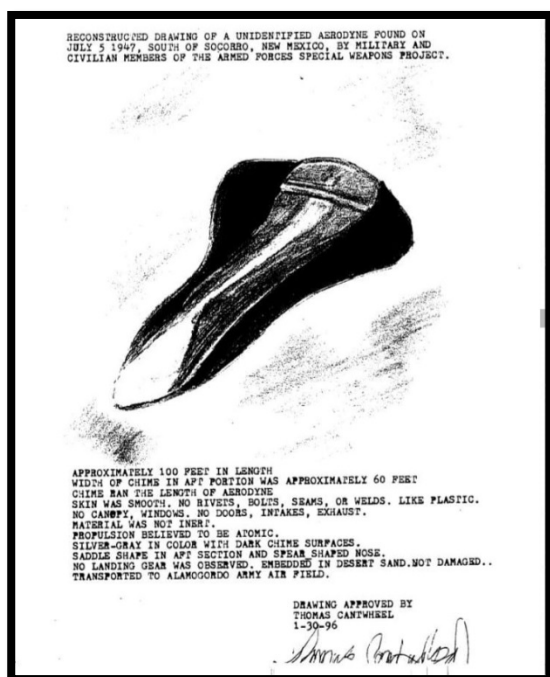 RECONSTRUCTED DRAWING OF A UNIDENTIFIED AERODYNE FOUND ON
JULY 5 1947, SOUTH OF SOCORRO, NEW MEXICO, BY MILITARY AND
CIVILIAN MEMBERS OF THE ARMED FORCES SPECIAL WEAPONS PROJECT.
APPROXIMATELY 100 FEET IN LENGTH
WIDTH OF CHIME IN AFT PORTION WAS APPROXIMATELY 60 FEET
CHIME RAN THE LENGTH OF AERODYNE
SKIN WAS SMOOTH. NO RIVETS, BOLTS, SEAMS, OR WELDS. LIKE PLASTIC.
NO CANOPY, WINDOWS. NO DOORS, INTAKES, EXHAUST.
MATERIAL WAS NOT INERT.
PROPULSION BELIEVED TO BE ATOMIC.
SILVER-GRAY IN COLOR WITH DARK CHIME SURFACES.
SADDLE SHAPE IN AFT SECTION AND SPEAR SHAPED NOSE.
NO LANDING GEAR WAS OBSERVED. EMBEDDED IN DESERT SAND.NOT DAMAGED..
TRANSPORTED TO ALAMOGORDO ARMY AIR FIELD.
DRAWING APPROVED BY
THOMAS CANTWHEEL
1-30-96